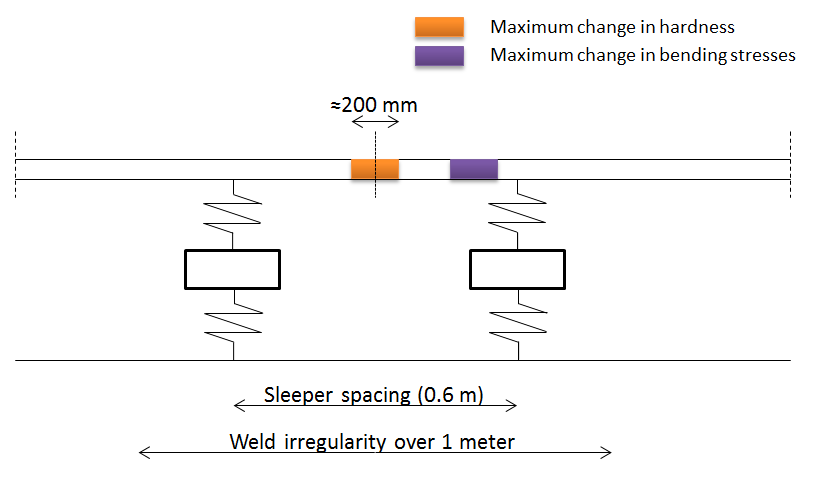 Maximum change in hardness
Maximum change in bending stresses
≈200 mm
Sleeper spacing (0.6 m)
Weld irregularity over 1 meter